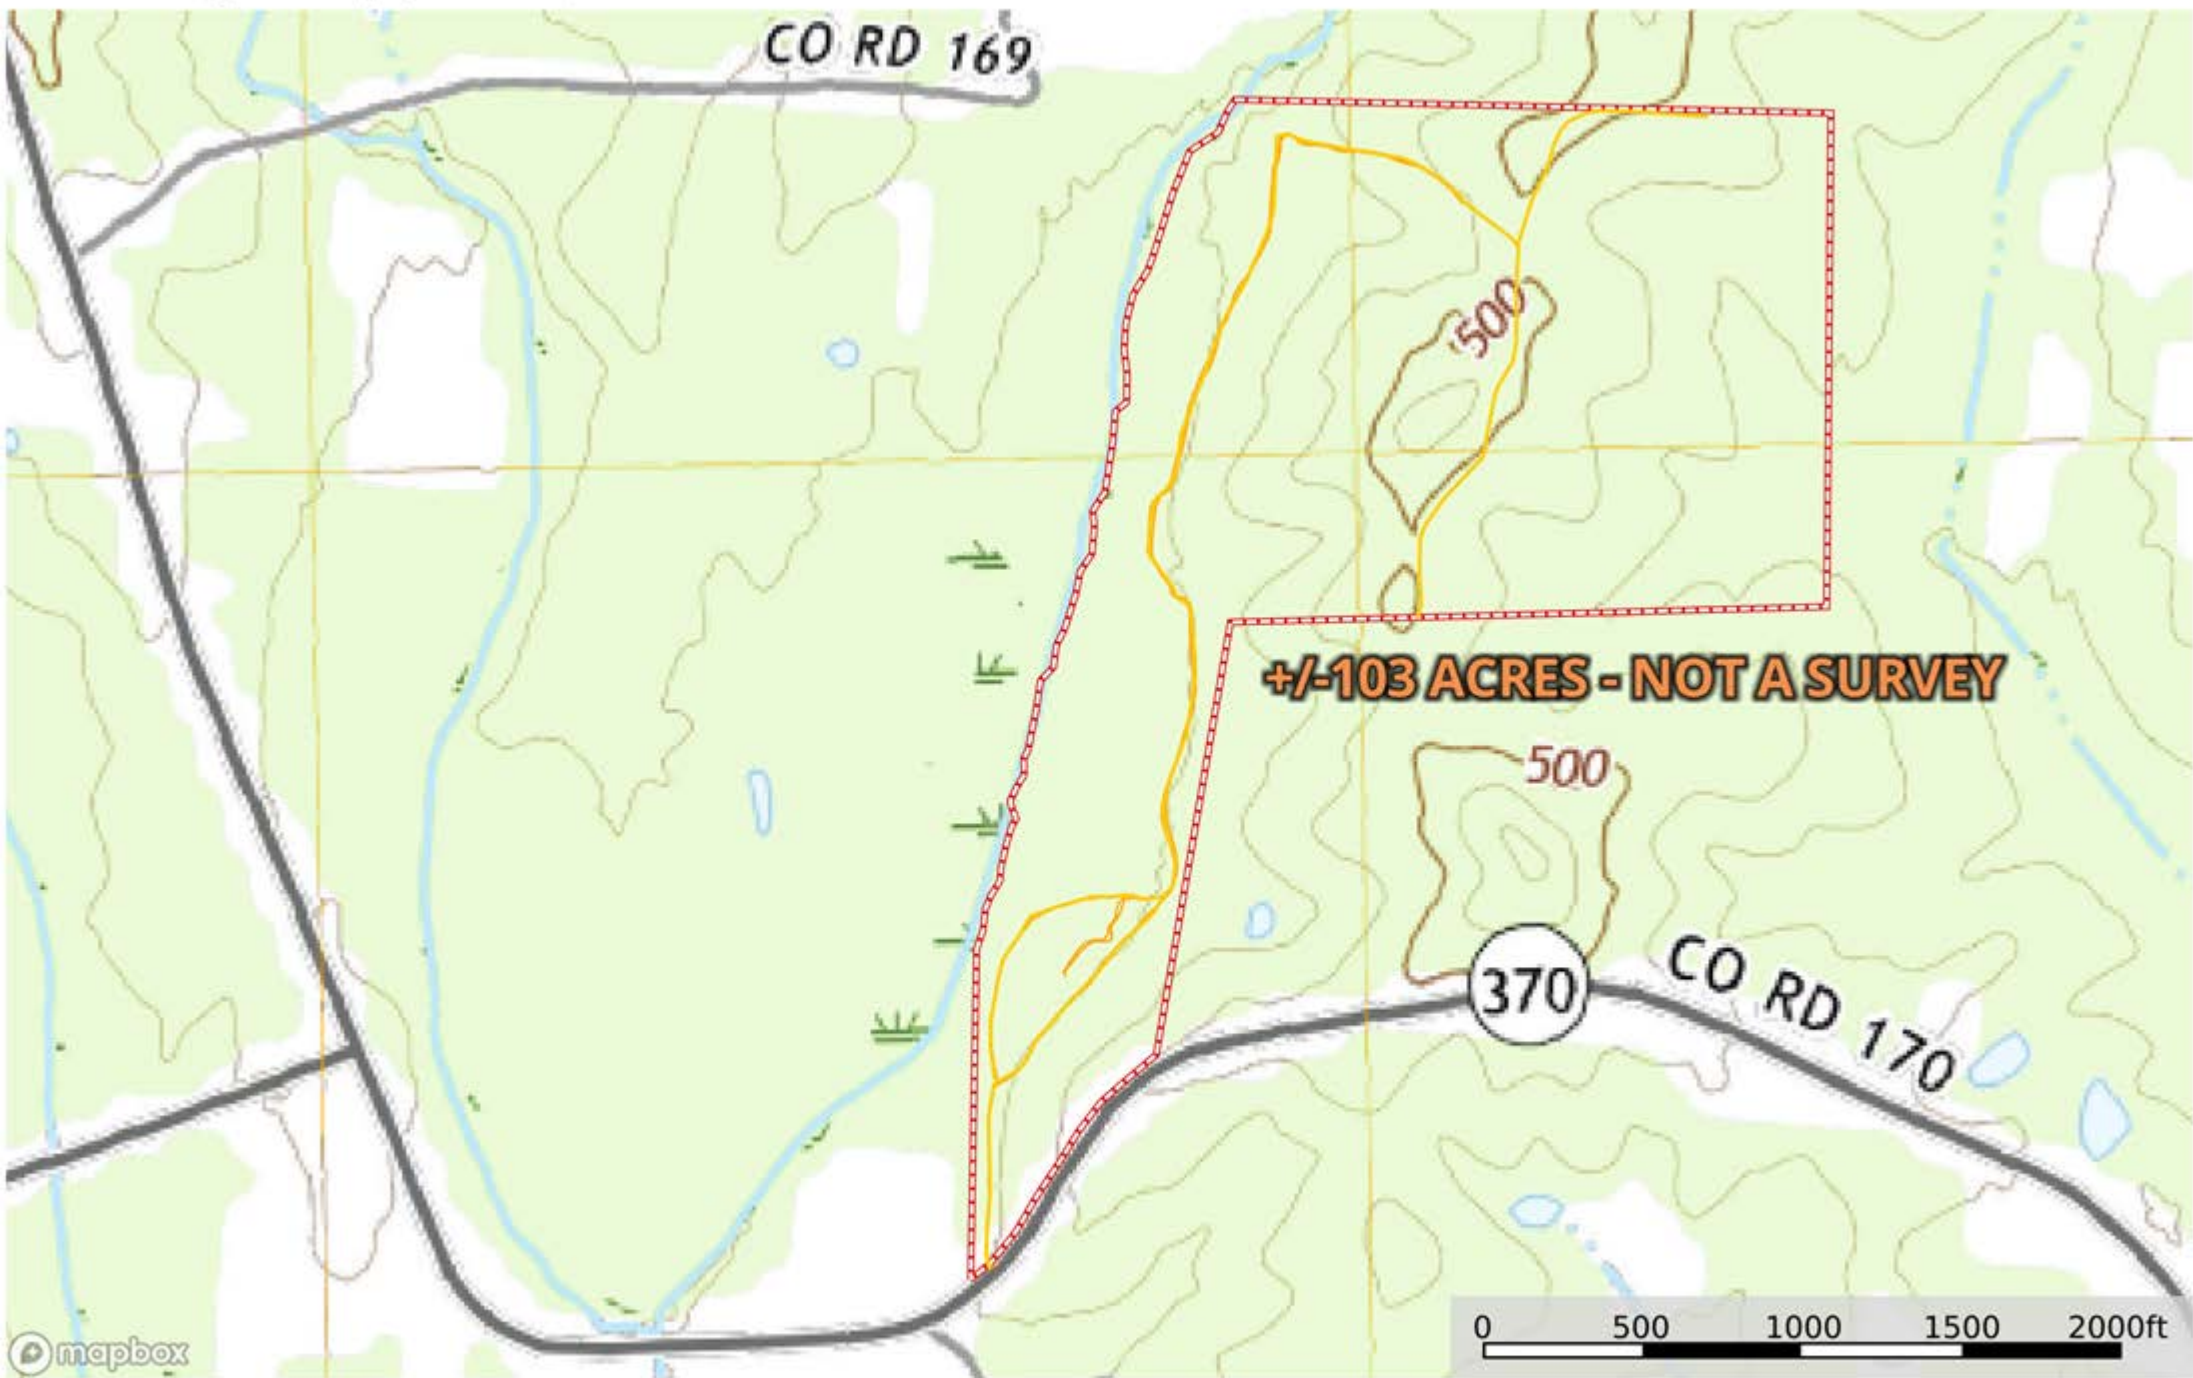 CO RD 169
500
+/-103 ACRES - NOT A SURVEY
500
370
CO RD 170
0 500 1000 1500 2000ft
mapbox